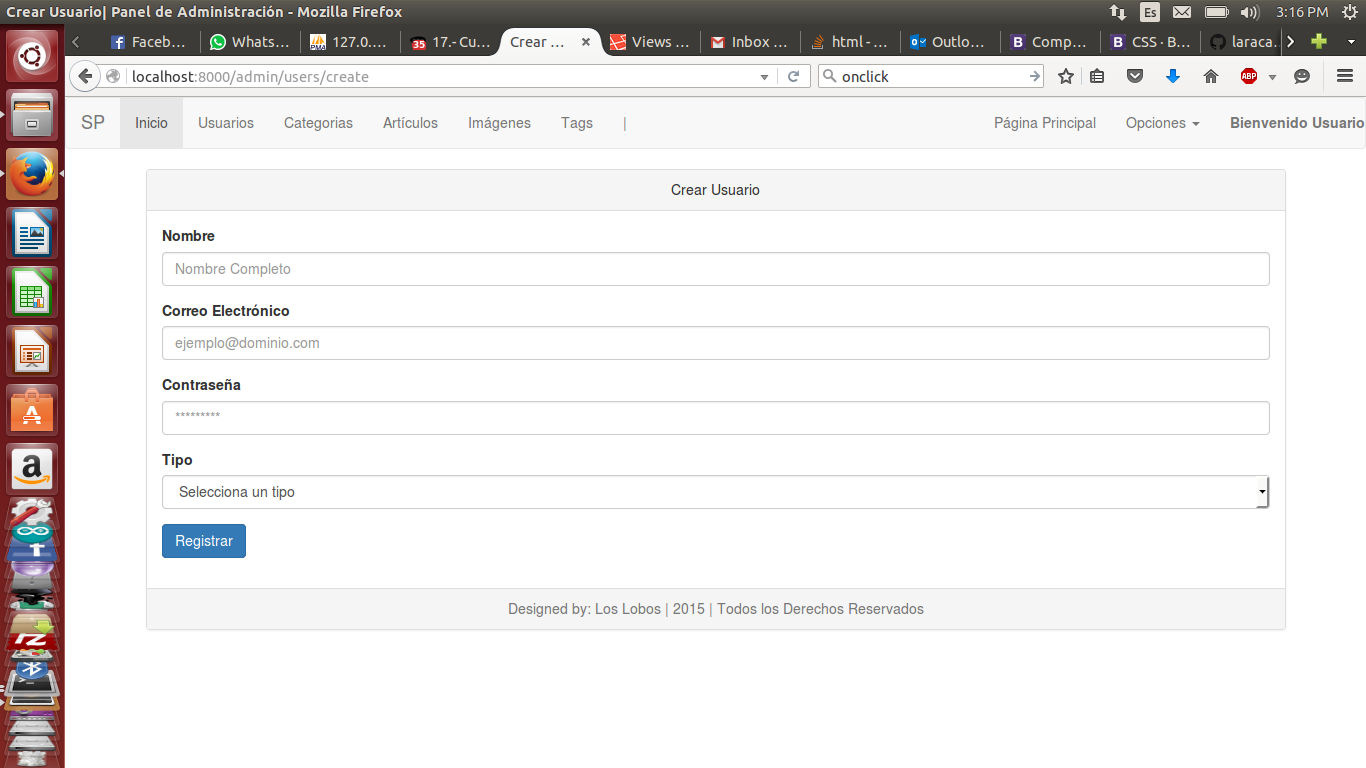 Crear Usuario| Panel de Administración - Mozilla Firefox
Es
3:16 PM
Faceb...
Whats...
PMA
127.0....
35
17.- Cu...
Crear ...
Views ...
Inbox ...
html - ...
Outlo...
B
Comp...
B
CSS · B...
laraca
localhost:8000/admin/users/create
onclick
ABP
SP
Inicio
Usuarios
Categorias
Artículos
Imágenes
Tags
|
Página Principal
Opciones
Bienvenido Usuario
Crear Usuario
Nombre
Nombre Completo
Correo Electrónico
ejemplo@dominio.com
Contraseña
*********
Tipo
Selecciona un tipo
Registrar
Designed by: Los Lobos | 2015 | Todos los Derechos Reservados
a